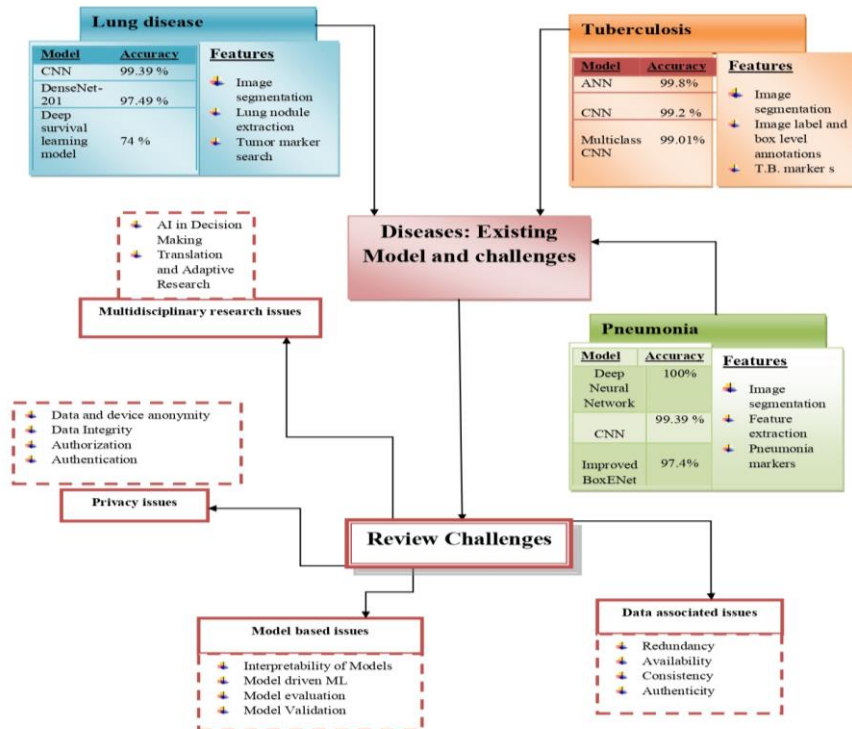 Lung disease
Model Accuracy
CNN 99.39 %
DenseNet-
201 97.49 %
Deep
survival
learning
model 74 %
Features
Image
segmentation
Lung nodule
extraction
Tumor marker
search
Tuberculosis
Model Accuracy
ANN 99.8%
CNN 99.2 %
Multiclass
CNN 99.01%
Features
Image
segmentation
Image label and
box level
annotations
T.B. marker s
Diseases: Existing
Model and challenges
AI in Decision
Making
Translation
and Adaptive
Research
Multidisciplinary research issues
Pneumonia
Model Accuracy
Deep
Neural
Network 100%
CNN 99.39 %
Improved
BoxENet 97.4%
Features
Image
segmentation
Feature
extraction
Pneumonia
markers
Data and device anonymity
Data Integrity
Authorization
Authentication
Privacy issues
Review Challenges
Model based issues
Interpretability of Models
Model driven ML
Model evaluation
Model Validation
Data associated issues
Redundancy
Availability
Consistency
Authenticity